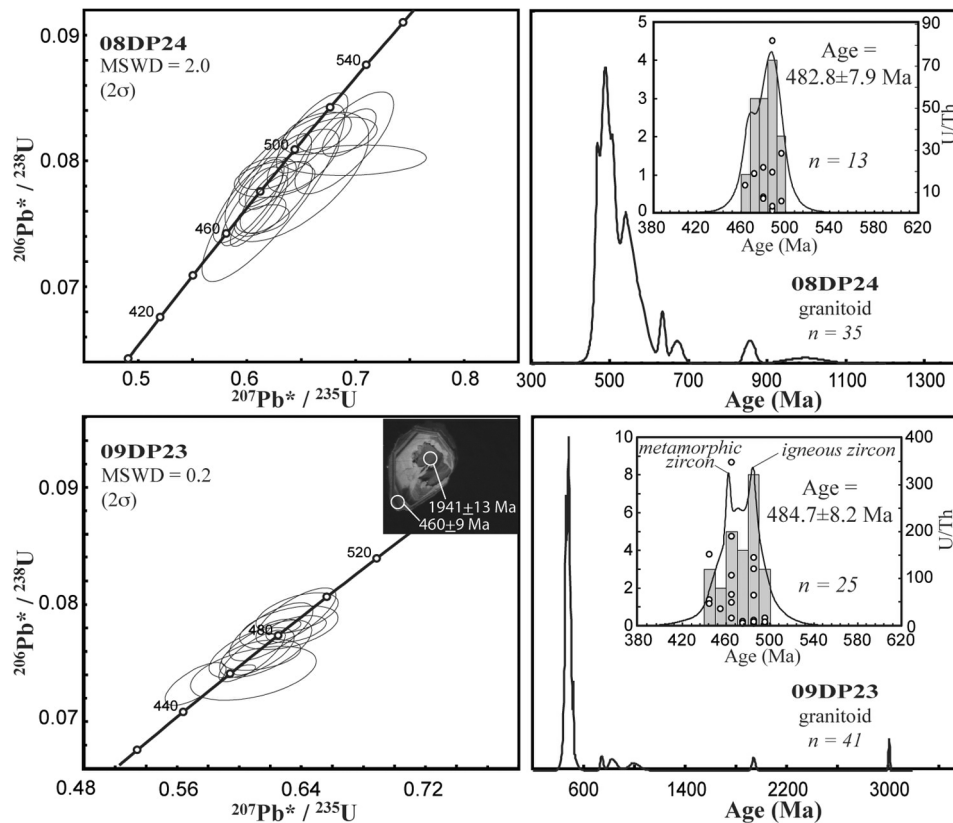 08DP24
MSWD = 2.0
(2σ)
0.09
0.08
0.07
206Pb* / 238U
540
500
460
420
0.5
0.6
0.7
0.8
207Pb* / 235U
5
4
3
2
1
0
90
70
50
30
10
U/Th
Age =
482.8±7.9 Ma
n = 13
380
460
540
620
Age (Ma)
08DP24
granitoid
n = 35
300
500
700
900
1100
1300
Age (Ma)
09DP23
MSWD = 0.2
(2σ)
0.09
0.08
0.07
206Pb* / 238U
1941±13 Ma
460±9 Ma
520
480
440
0.48
0.56
0.64
0.72
207Pb* / 235U
10
8
6
4
2
0
400
300
200
100
0
U/Th
metamorphic
zircon
igneous zircon
Age =
484.7±8.2 Ma
n = 25
380
420
460
500
540
580
620
Age (Ma)
09DP23
granitoid
n = 41
600
1400
2200
3000
Age (Ma)